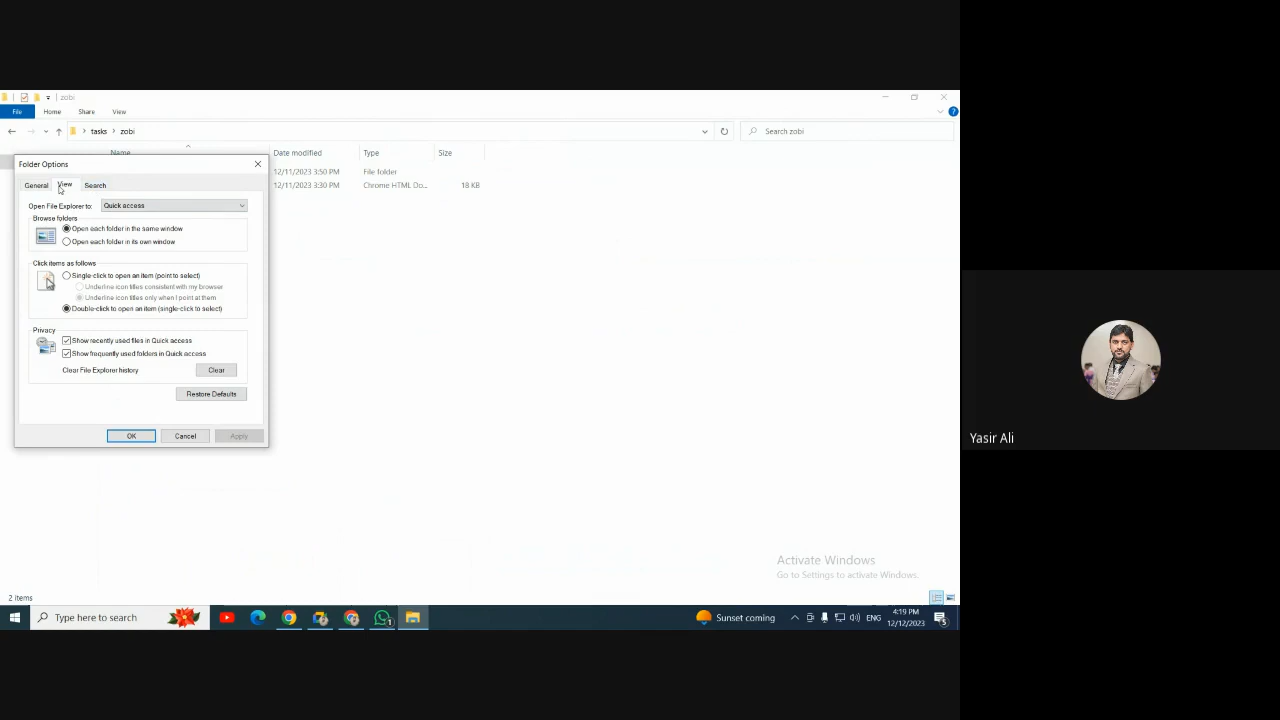 zobi
File Home Share View
tasks zobi
Search zobi
Name Date modified Type Size
Folder Options
12/11/2023 3:50 PM File folder
12/11/2023 3:30 PM Chrome HTML Do... 18 KB
General View Search
Open File Explorer to: Quick access
Browse folders
Open each folder in the same window
Open each folder in its own window
Click items as follows
Single-click to open an item (point to select)
Underline icon titles consistent with my browser
Underline icon titles only when I point at them
Double-click to open an item (single-click to select)
Privacy
Show recently used files in Quick access
Show frequently used folders in Quick access
Clear File Explorer history Clear
Restore Defaults
OK Cancel Apply
Yasir Ali
Activate Windows
Go to Settings to activate Windows.
2 items
Type here to search
Sunset coming
ENG
4:19 PM
12/12/2023
1
5